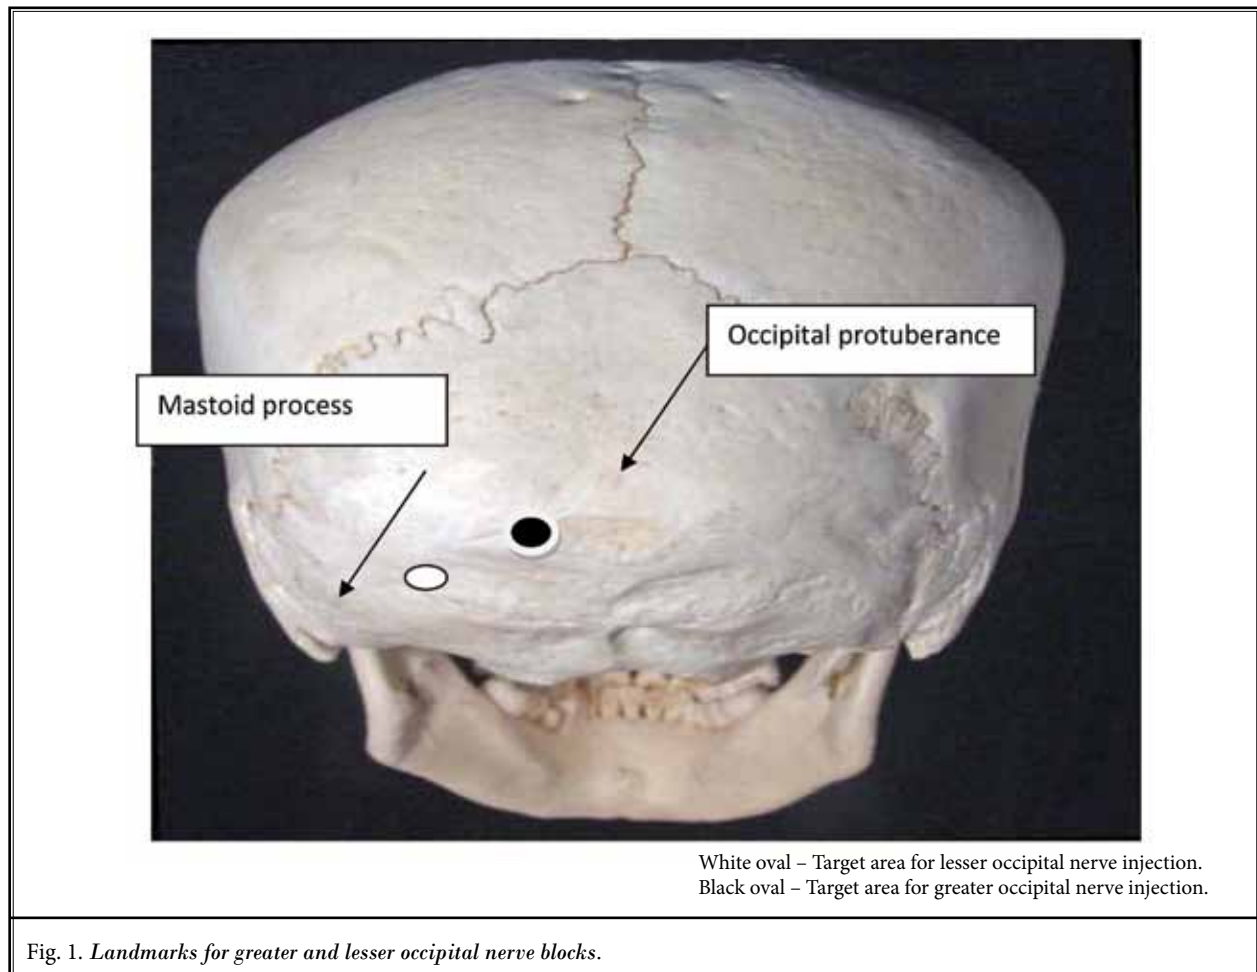 Occipital protuberance
Mastoid process
White oval – Target area for lesser occipital nerve injection.
Black oval – Target area for greater occipital nerve injection.
Fig. 1. Landmarks for greater and lesser occipital nerve blocks.